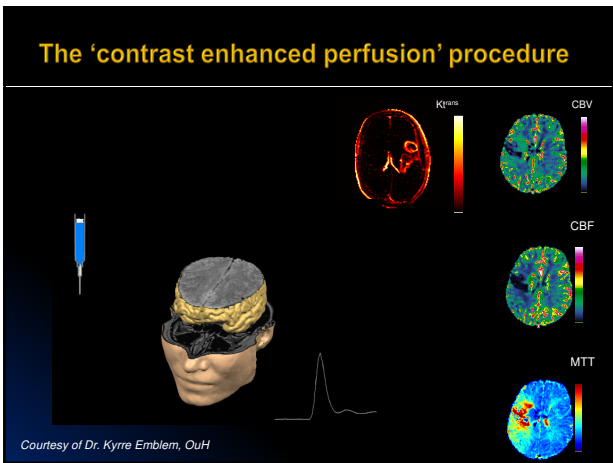 The ‘contrast enhanced perfusion’ procedure
Ktrans
CBV
CBF
MTT
Courtesy of Dr. Kyrre Emblem, OuH